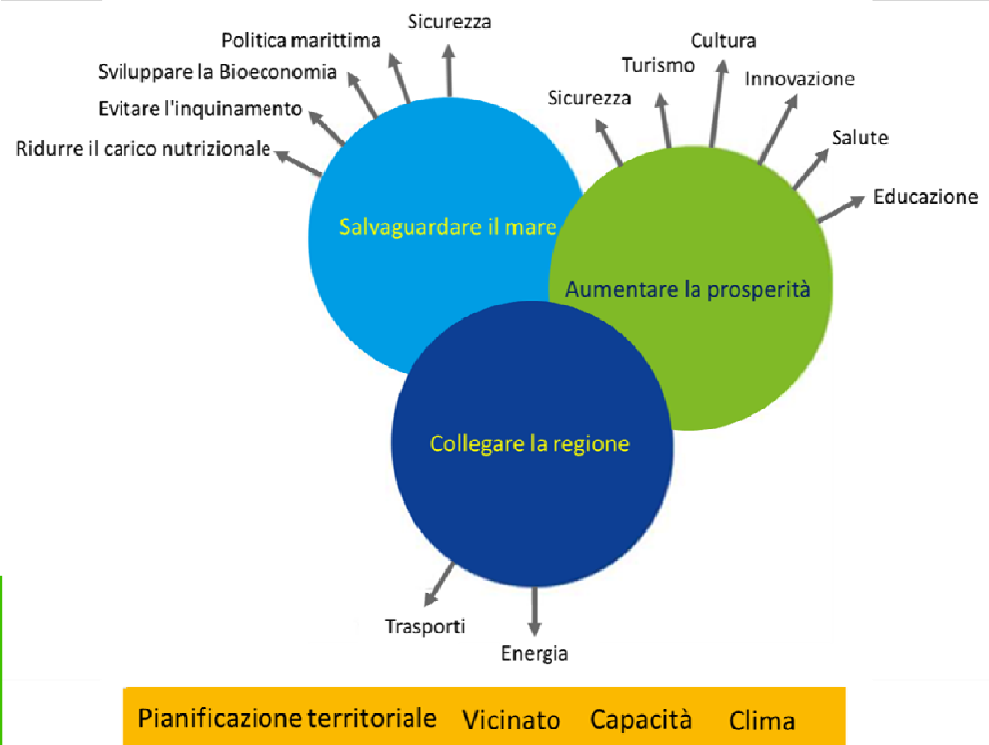 Sicurezza
Politica marittima
Sviluppare la Bioeconomia
Evitare l'inquinamento
Ridurre il carico nutrizionale
Cultura
Turismo
Innovazione
Sicurezza
Salute
Educazione
Salvaguardare il mare
Aumentare la prosperità
Collegare la regione
Trasporti
Energia
Pianificazione territoriale Vicinato Capacità Clima